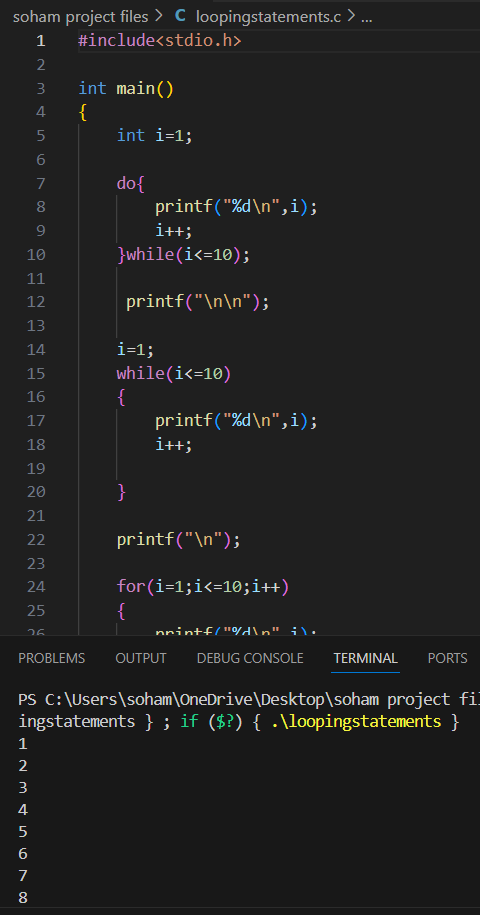 soham project files > C loopingstatements.c > ...
1 #include<stdio.h>
2
3 int main()
4 {
5 int i=1;
6
7 do{
8 printf("%d\n",i);
9 i++;
10 }while(i<=10);
11
12 printf("\n\n");
13
14 i=1;
15 while(i<=10)
16 {
17 printf("%d\n",i);
18 i++;
19
20 }
21
22 printf("\n");
23
24 for(i=1;i<=10;i++)
25 {
26 printf("%d\n",i);
PROBLEMS OUTPUT DEBUG CONSOLE TERMINAL PORTS
PS C:\Users\soham\OneDrive\Desktop\soham project fil
ingstatements } ; if ($?) { .\loopingstatements }
1
2
3
4
5
6
7
8